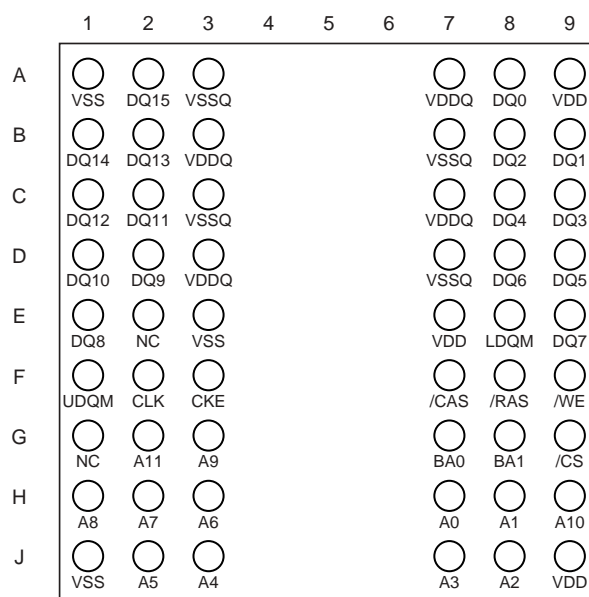 1 2 3 4 5 6 7 8 9
A
VSS DQ15 VSSQ VDDQ DQ0 VDD
B
DQ14 DQ13 VDDQ VSSQ DQ2 DQ1
C
DQ12 DQ11 VSSQ VDDQ DQ4 DQ3
D
DQ10 DQ9 VDDQ VSSQ DQ6 DQ5
E
DQ8 NC VSS VDD LDQM DQ7
F
UDQM CLK CKE /CAS /RAS /WE
G
NC A11 A9 BA0 BA1 /CS
H
A8 A7 A6 A0 A1 A10
J
VSS A5 A4 A3 A2 VDD